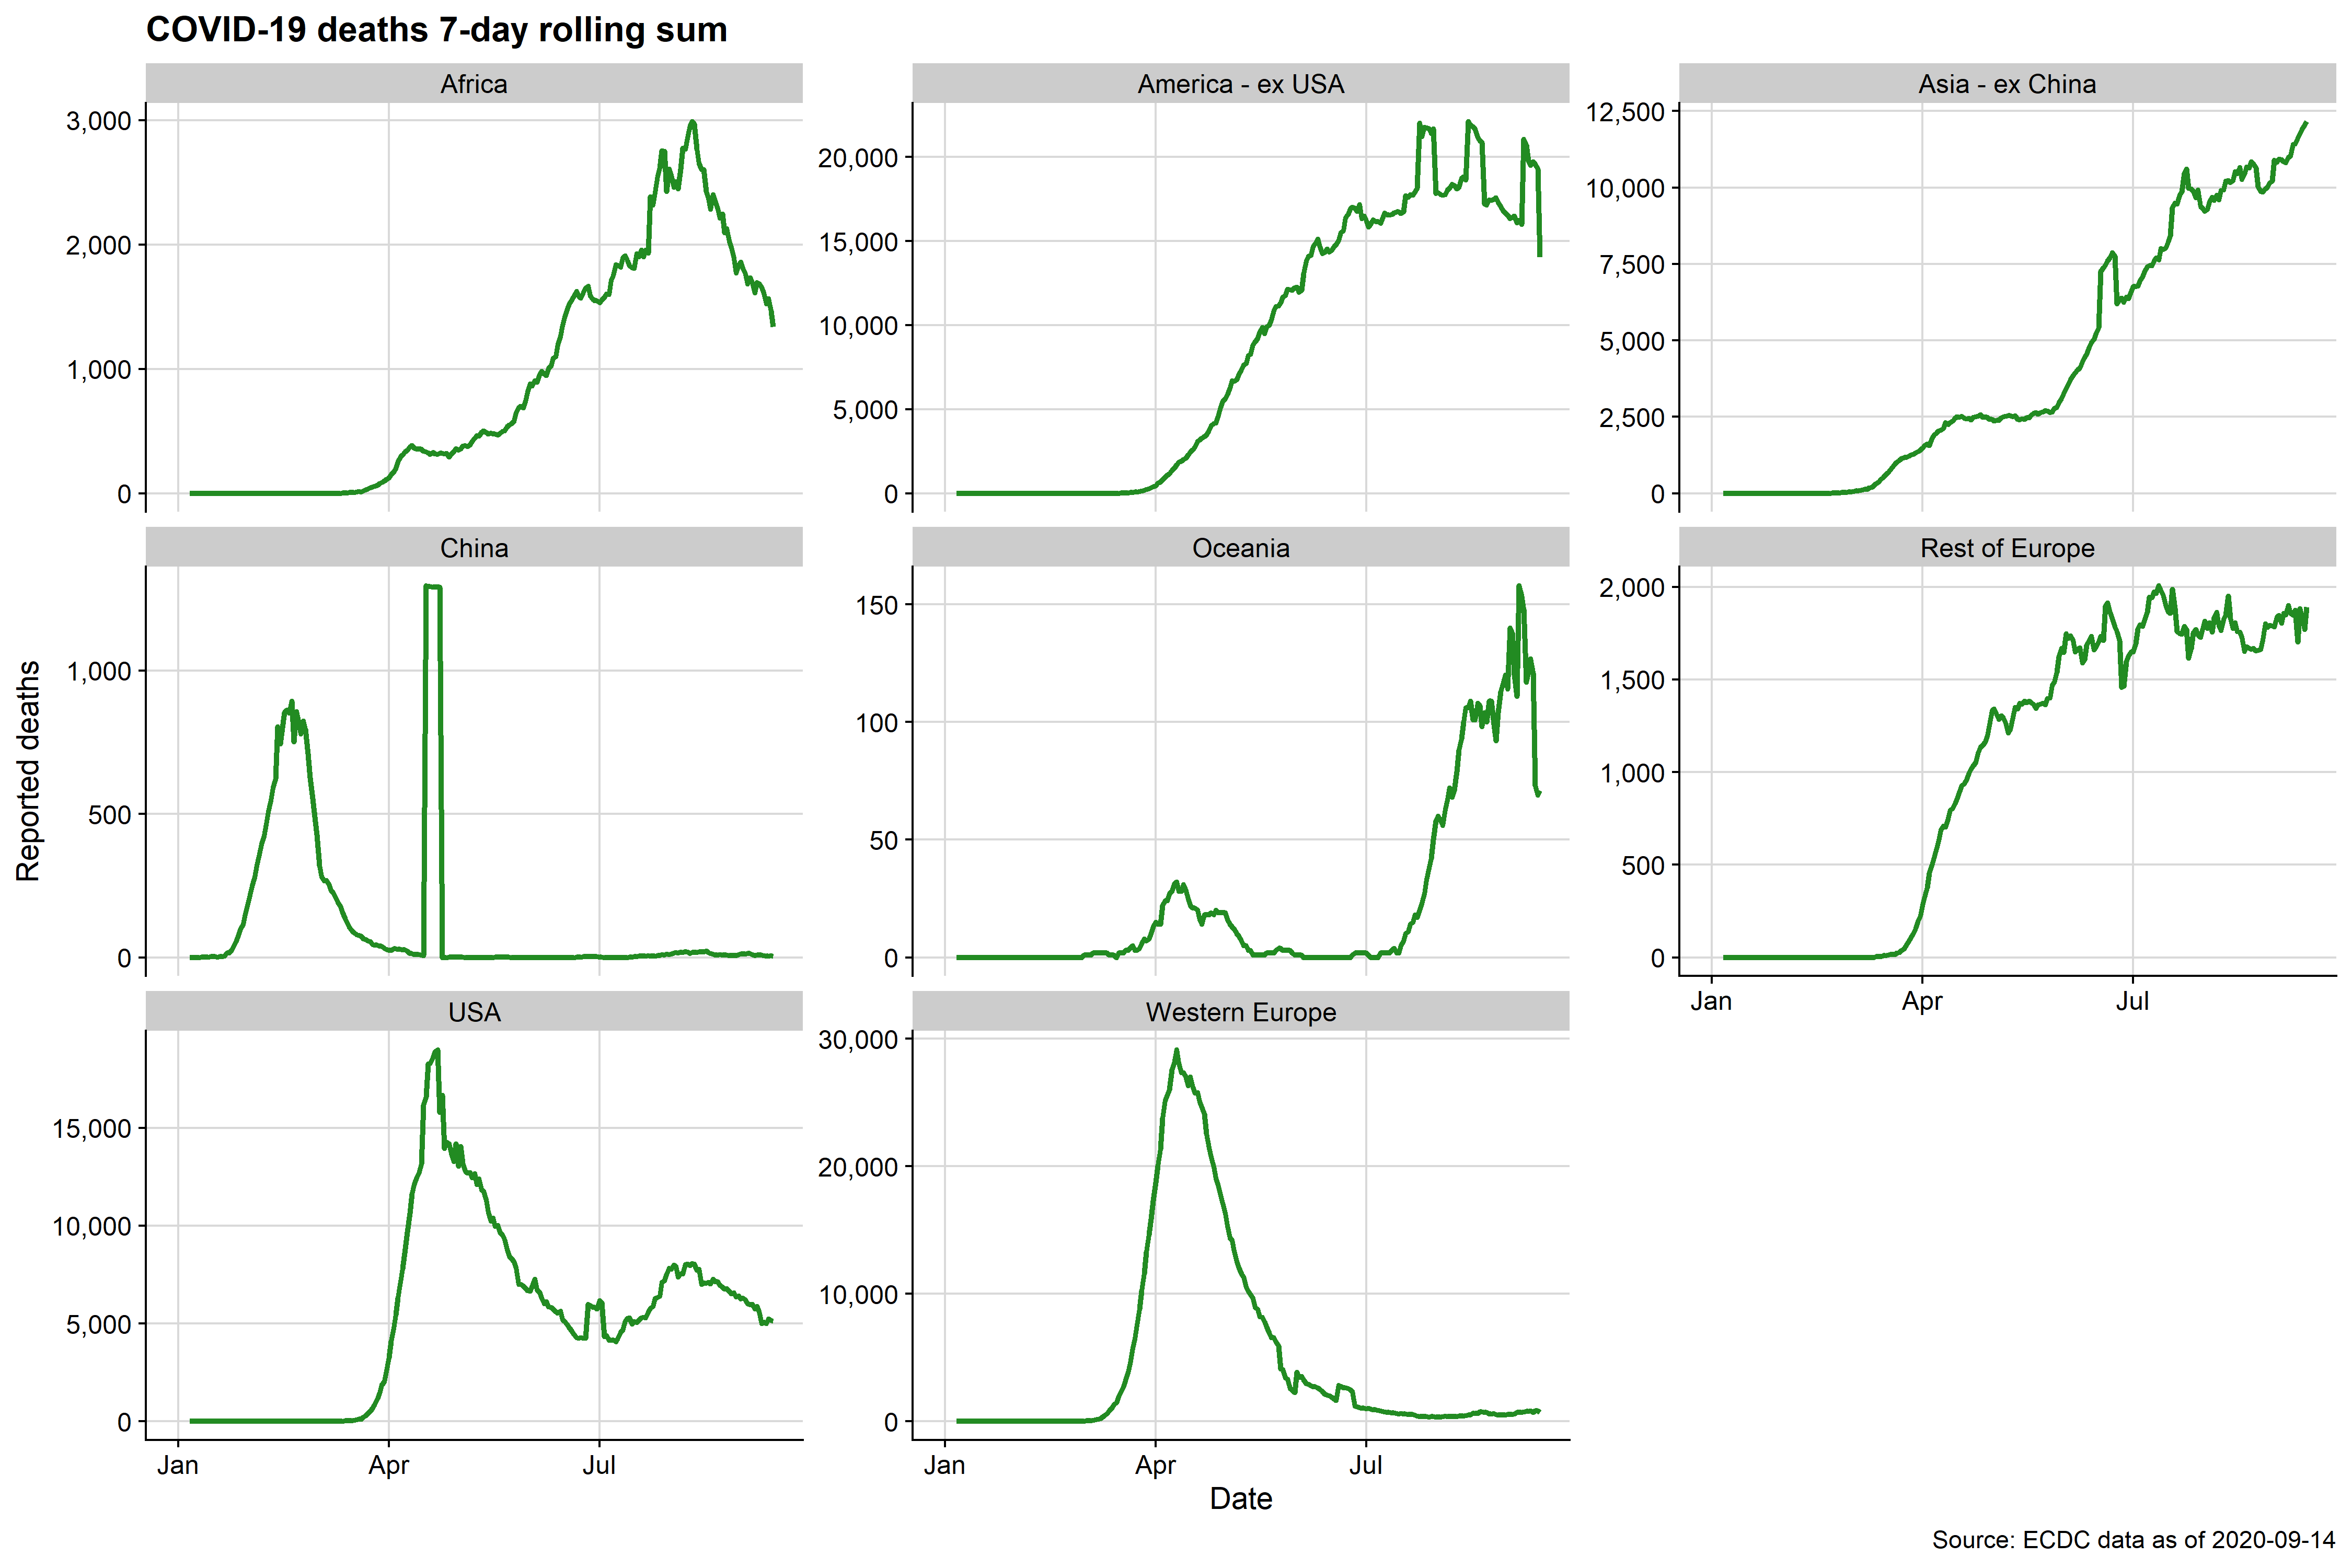 COVID-19 deaths 7-day rolling sum
Africa
America - ex USA
Asia - ex China
3,000
2,000
1,000
0
20,000
15,000
10,000
5,000
0
12,500
10,000
7,500
5,000
2,500
0
China
Oceania
Rest of Europe
1,000
500
0
150
100
50
0
2,000
1,500
1,000
500
0
Jan Apr Jul
Reported deaths
USA
Western Europe
15,000
10,000
5,000
0
30,000
20,000
10,000
0
Jan Apr Jul
Jan Apr Jul
Date
Source: ECDC data as of 2020-09-14